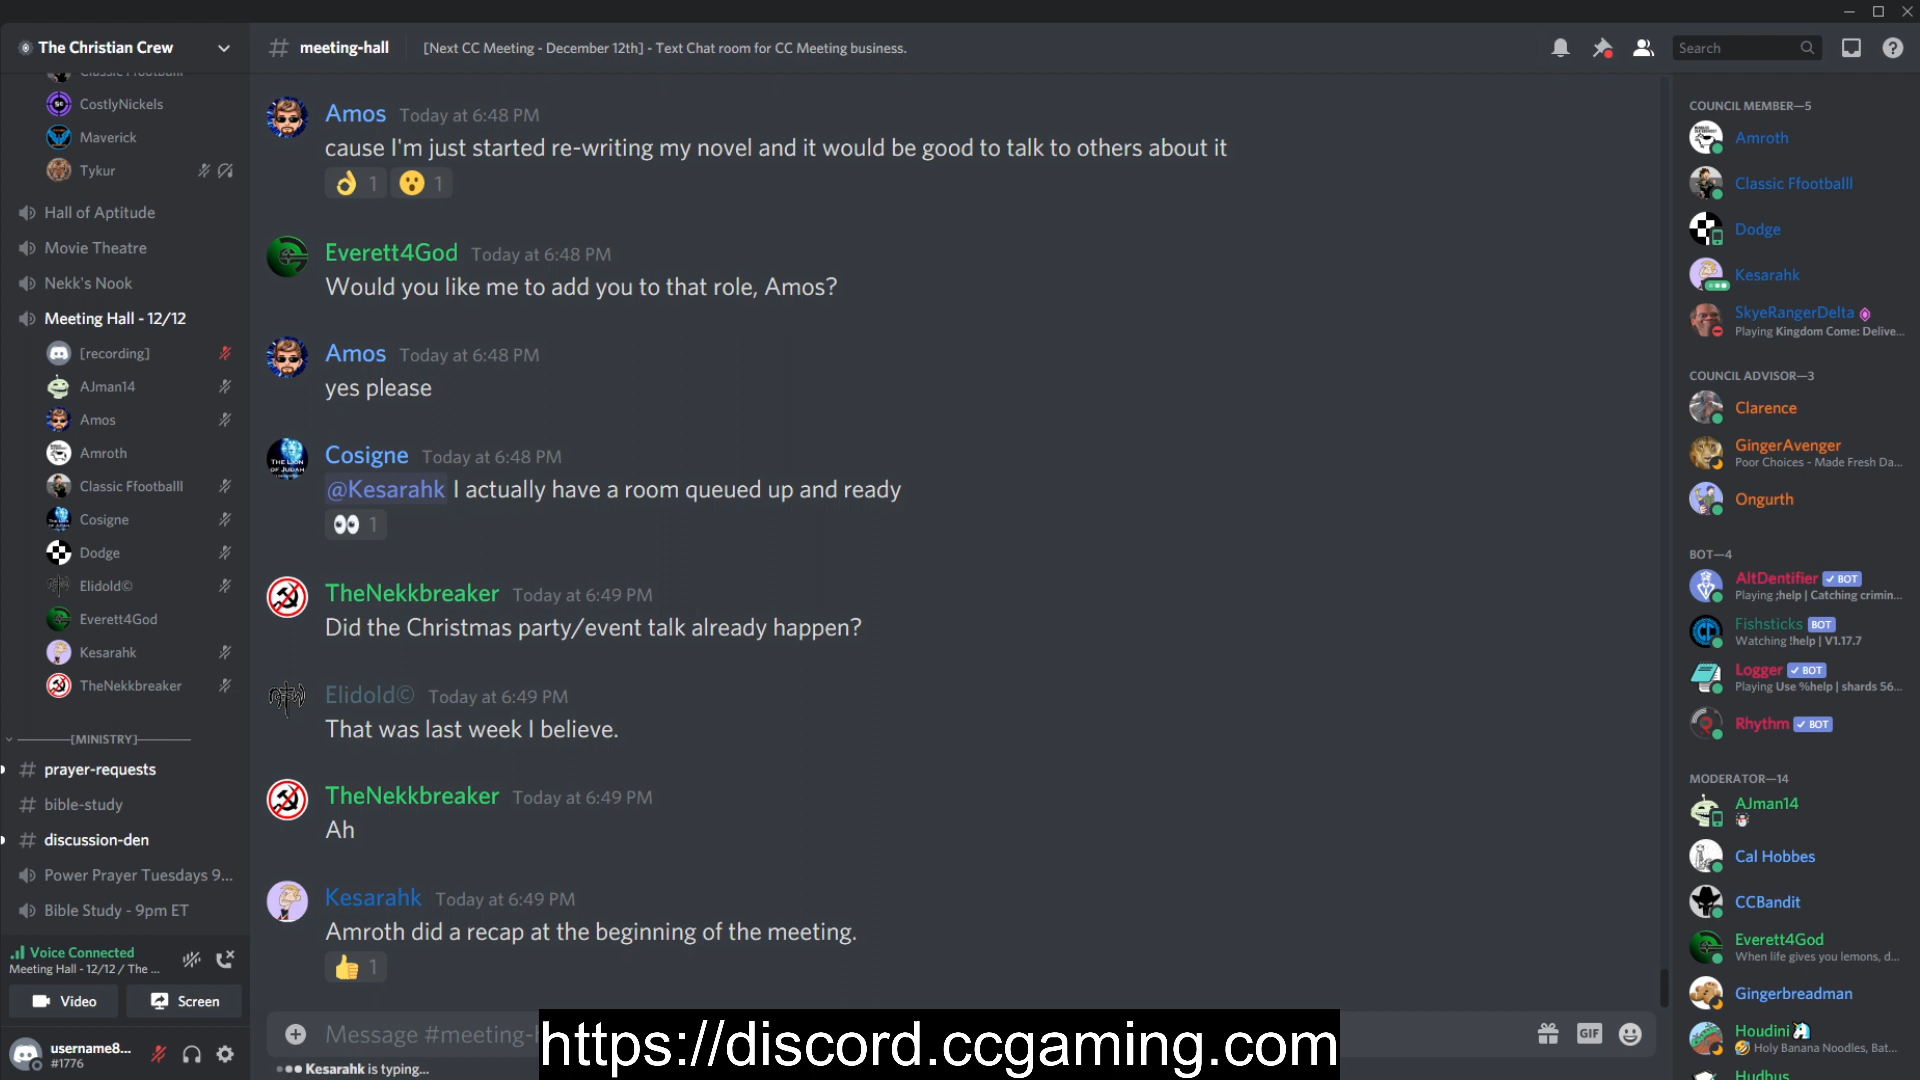 The Christian Crew
# meeting-hall
[Next CC Meeting - December 12th] - Text Chat room for CC Meeting business.
Search
Classic Ffootballl
CostlyNickels
Maverick
Tykur
Hall of Aptitude
Movie Theatre
Nekk's Nook
Meeting Hall - 12/12
[recording]
AJman14
Amos
Amroth
Classic Ffootballl
Cosigne
Dodge
Elidold©
Everett4God
Kesarahk
TheNekkbreaker
[MINISTRY]
# prayer-requests
# bible-study
# discussion-den
Power Prayer Tuesdays 9...
Bible Study - 9pm ET
Voice Connected
Meeting Hall - 12/12 / The ...
Video
Screen
username8...
#1776
Amos Today at 6:48 PM
cause I'm just started re-writing my novel and it would be good to talk to others about it
👌 1 😮 1
Everett4God Today at 6:48 PM
Would you like me to add you to that role, Amos?
Amos Today at 6:48 PM
yes please
Cosigne Today at 6:48 PM
@Kesarahk I actually have a room queued up and ready
👀 1
TheNekkbreaker Today at 6:49 PM
Did the Christmas party/event talk already happen?
Elidold© Today at 6:49 PM
That was last week I believe.
TheNekkbreaker Today at 6:49 PM
Ah
Kesarahk Today at 6:49 PM
Amroth did a recap at the beginning of the meeting.
👍 1
Message #meeting-
https://discord.ccgaming.com
GIF
Kesarahk is typing...
COUNCIL MEMBER—5
Amroth
Classic Ffootballl
Dodge
Kesarahk
SkyeRangerDelta
Playing Kingdom Come: Delive...
COUNCIL ADVISOR—3
Clarence
GingerAvenger
Poor Choices - Made Fresh Da...
Ongurth
BOT—4
AltDentifier ✓ BOT
Playing ;help | Catching crimin...
Fishsticks BOT
Watching !help | V1.17.7
Logger ✓ BOT
Playing Use %help | shards 56...
Rhythm ✓ BOT
MODERATOR—14
AJman14
Cal Hobbes
CCBandit
Everett4God
When life gives you lemons, d...
Gingerbreadman
Houdini
🤣 Holy Banana Noodles, Bat...
Hudbus